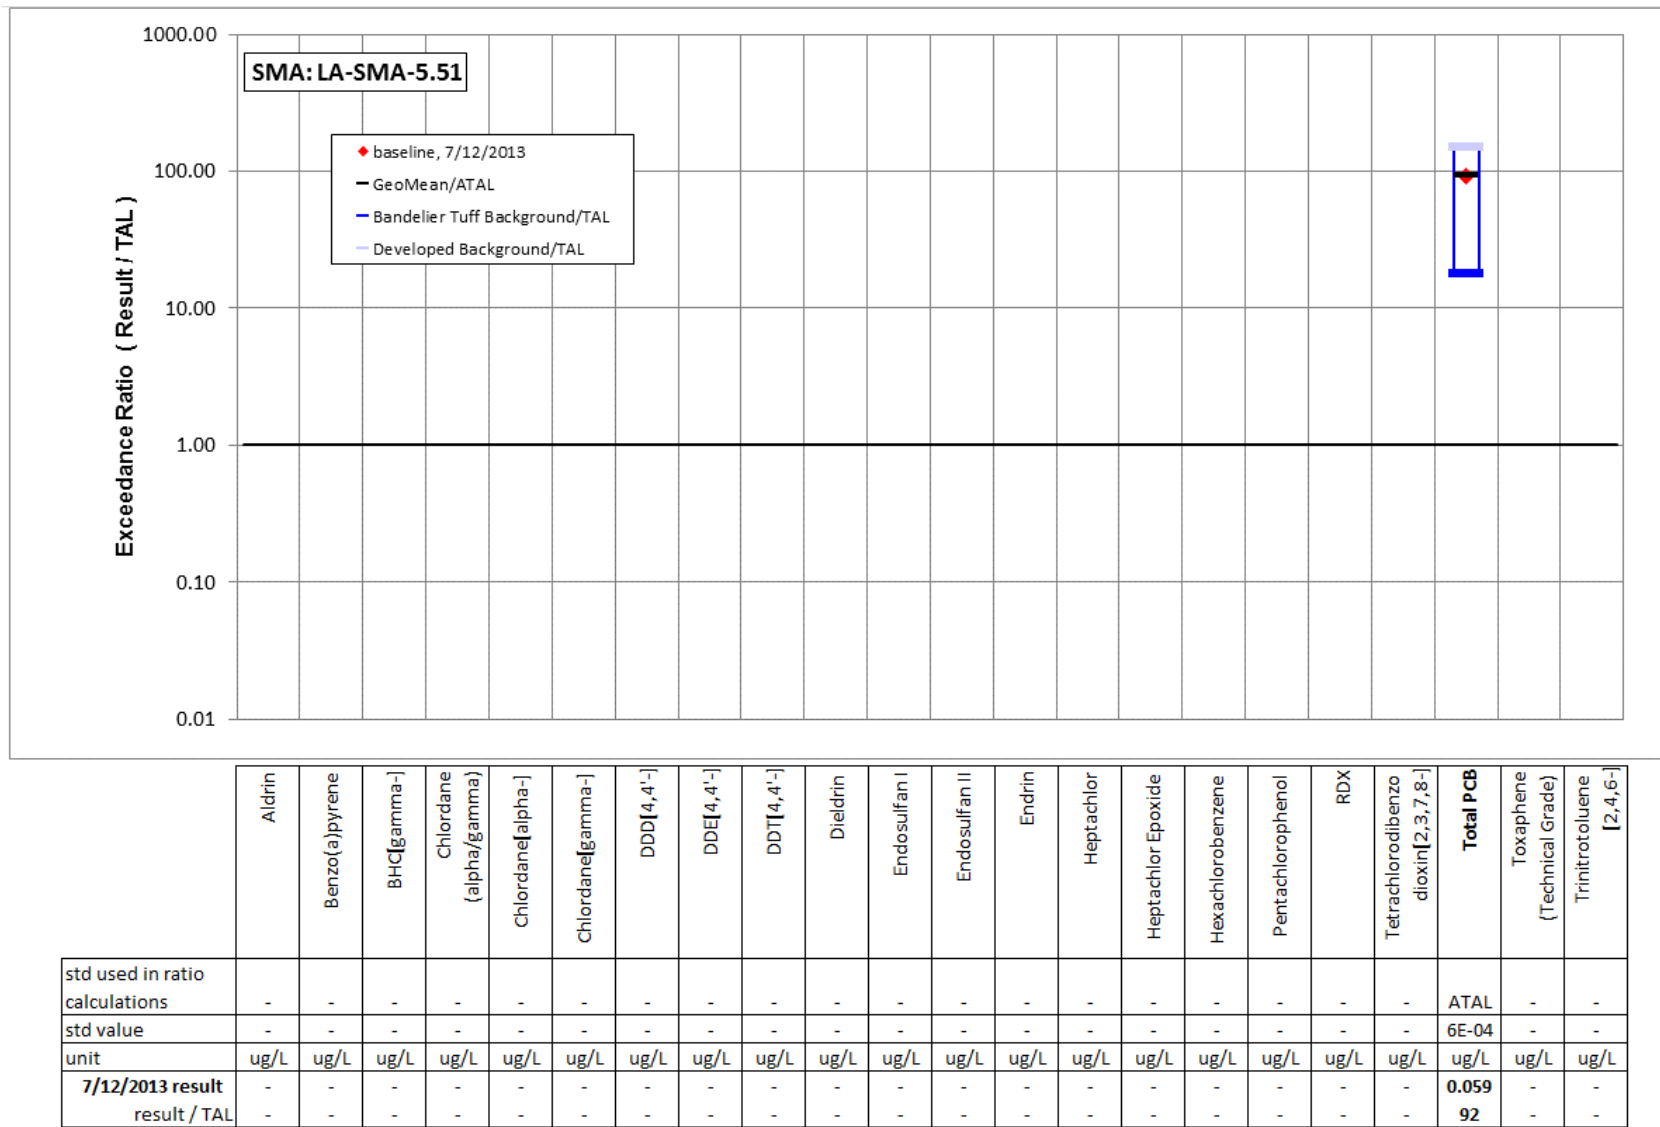 1000.00
SMA: LA-SMA-5.51
baseline, 7/12/2013
GeoMean/ATAL
Bandelier Tuff Background/TAL
Developed Background/TAL
100.00
10.00
1.00
0.10
0.01
Exceedance Ratio ( Result / TAL )
Aldrin
Benzo(a)pyrene
BHC[gamma-]
Chlordane
(alpha/gamma)
Chlordane[alpha-]
Chlordane[gamma-]
DDD[4,4'-]
DDE[4,4'-]
DDT[4,4'-]
Dieldrin
Endosulfan I
Endosulfan II
Endrin
Heptachlor
Heptachlor Epoxide
Hexachlorobenzene
Pentachlorophenol
RDX
Tetrachlorodibenzo
dioxin[2,3,7,8-]
Total PCB
Toxaphene
(Technical Grade)
Trinitrotoluene
[2,4,6-]
std used in ratio
calculations - - - - - - - - - - - - - - - - - - - ATAL - -
std value - - - - - - - - - - - - - - - - - - - 6E-04 - -
unit ug/L ug/L ug/L ug/L ug/L ug/L ug/L ug/L ug/L ug/L ug/L ug/L ug/L ug/L ug/L ug/L ug/L ug/L ug/L ug/L ug/L ug/L
7/12/2013 result - - - - - - - - - - - - - - - - - - - 0.059 - -
result / TAL - - - - - - - - - - - - - - - - - - - 92 - -